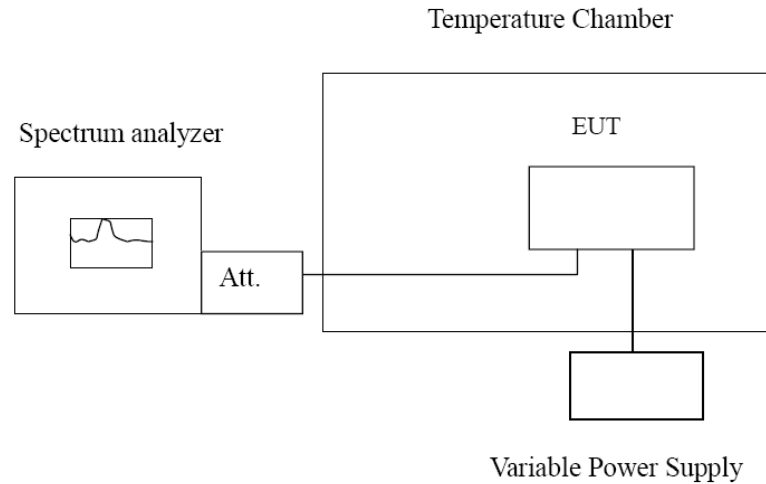 Temperature Chamber
Spectrum analyzer
EUT
Att.
Variable Power Supply